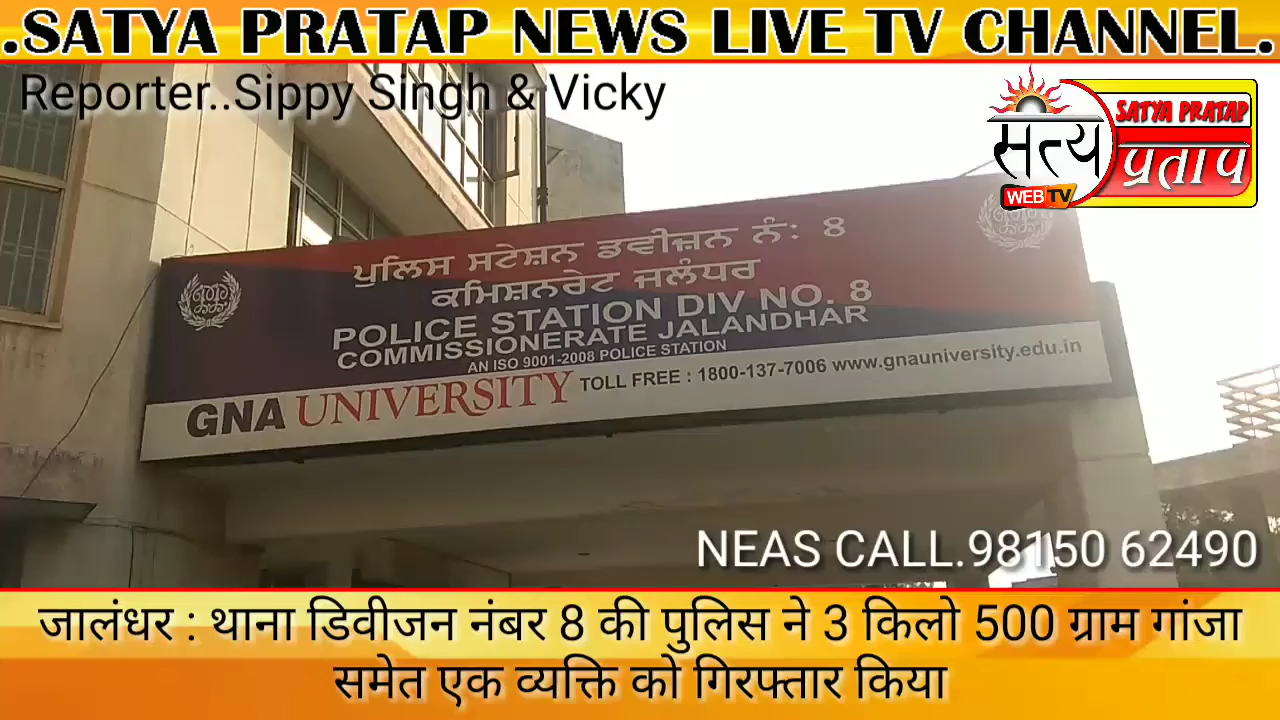 .SATYA PRATAP NEWS LIVE TV CHANNEL.
Reporter..Sippy Singh & Vicky
SATYA PRATAP
सत्य
प्रताप
WEB TV
ਪੁਲਿਸ ਸਟੇਸ਼ਨ ਡਵੀਜ਼ਨ ਨੰ: 8
ਕਮਿਸ਼ਨਰੇਟ ਜਲੰਧਰ
POLICE STATION DIV NO. 8
COMMISSIONERATE JALANDHAR
AN ISO 9001-2008 POLICE STATION
GNA UNIVERSITY TOLL FREE : 1800-137-7006 www.gnauniversity.edu.in
NEAS CALL.98150 62490
जालंधर : थाना डिवीजन नंबर 8 की पुलिस ने 3 किलो 500 ग्राम गांजा
समेत एक व्यक्ति को गिरफ्तार किया